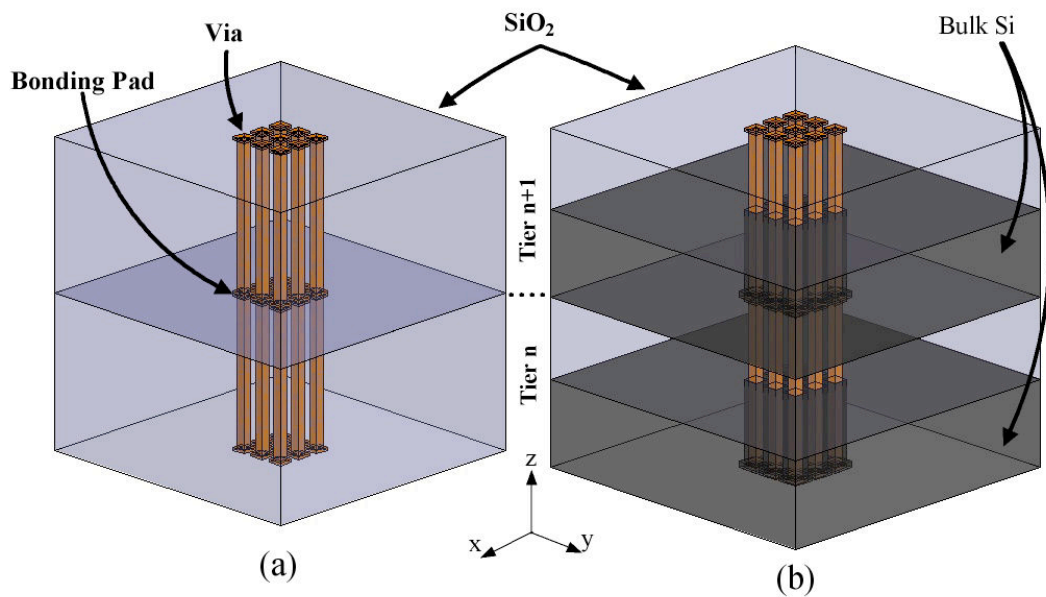 Via
SiO2
Bulk Si
Bonding Pad
Tier n+1
Tier n
z
x
y
(a)
(b)